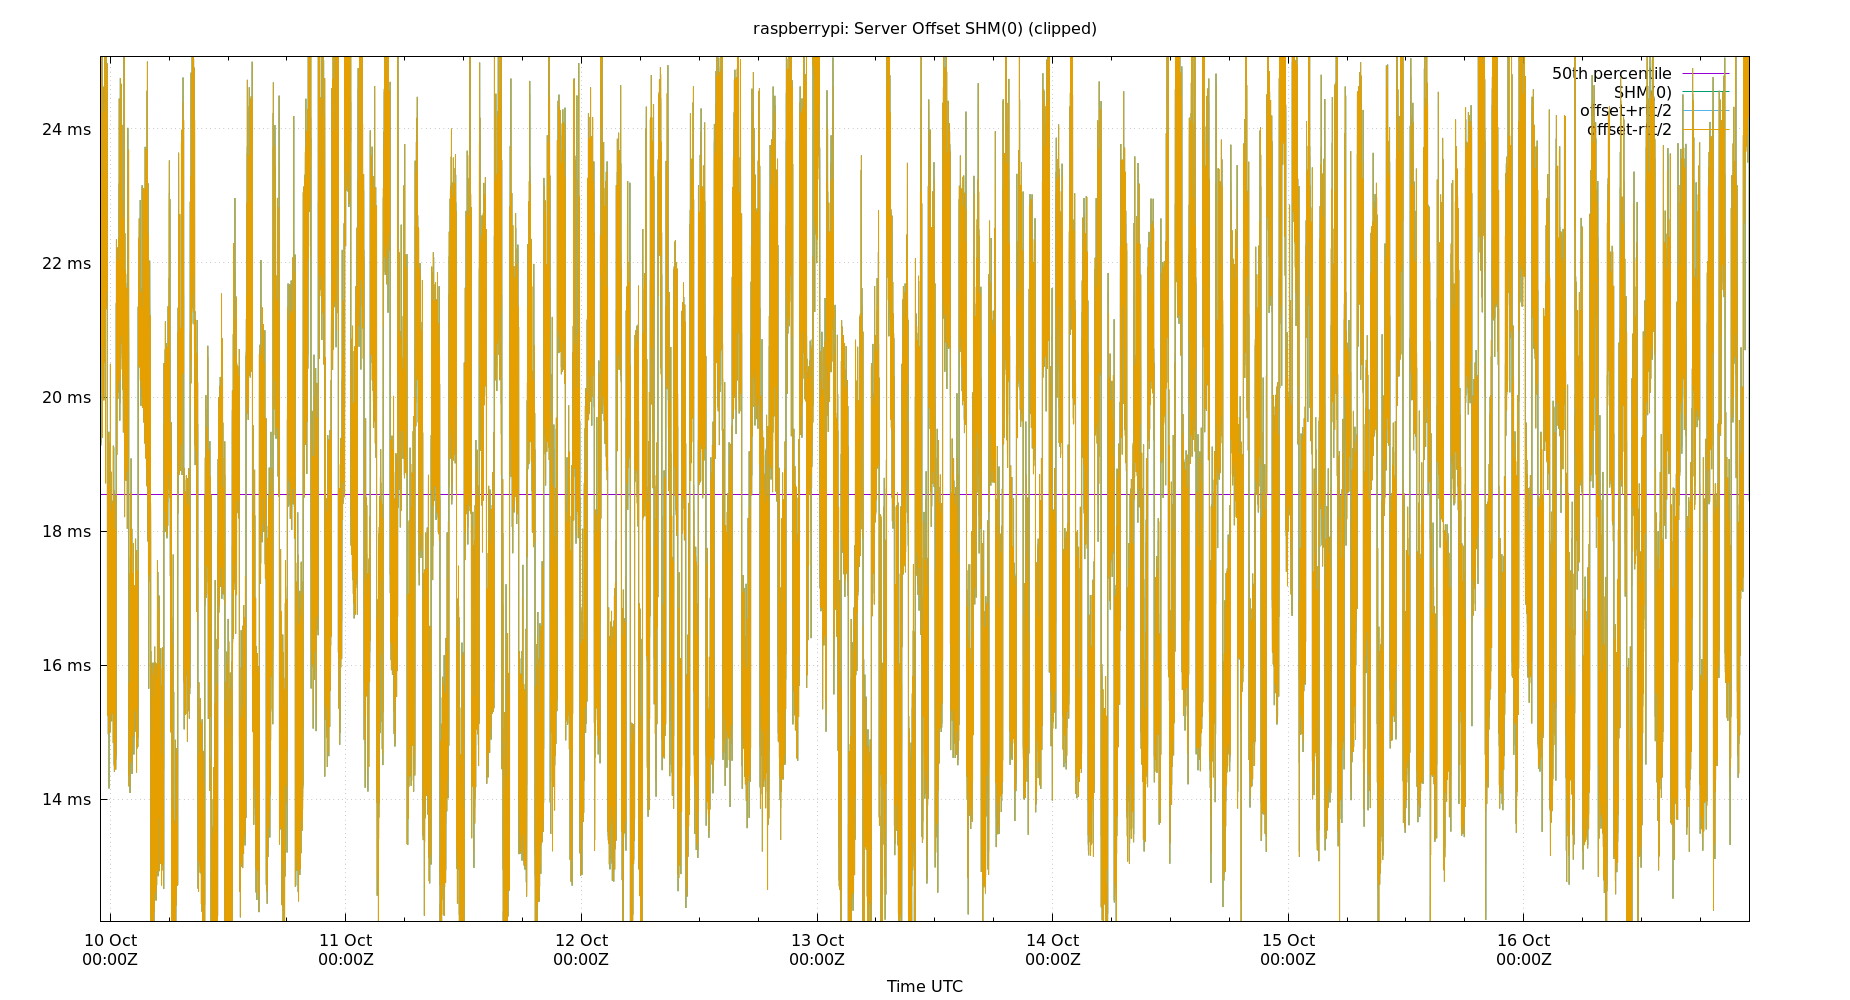 raspberrypi: Server Offset SHM(0) (clipped)
50th percentile
SHM(0)
offset+rtt/2
offset-rtt/2
24 ms
22 ms
20 ms
18 ms
16 ms
14 ms
10 Oct 11 Oct 12 Oct 13 Oct 14 Oct 15 Oct 16 Oct
00:00Z 00:00Z 00:00Z 00:00Z 00:00Z 00:00Z 00:00Z
Time UTC